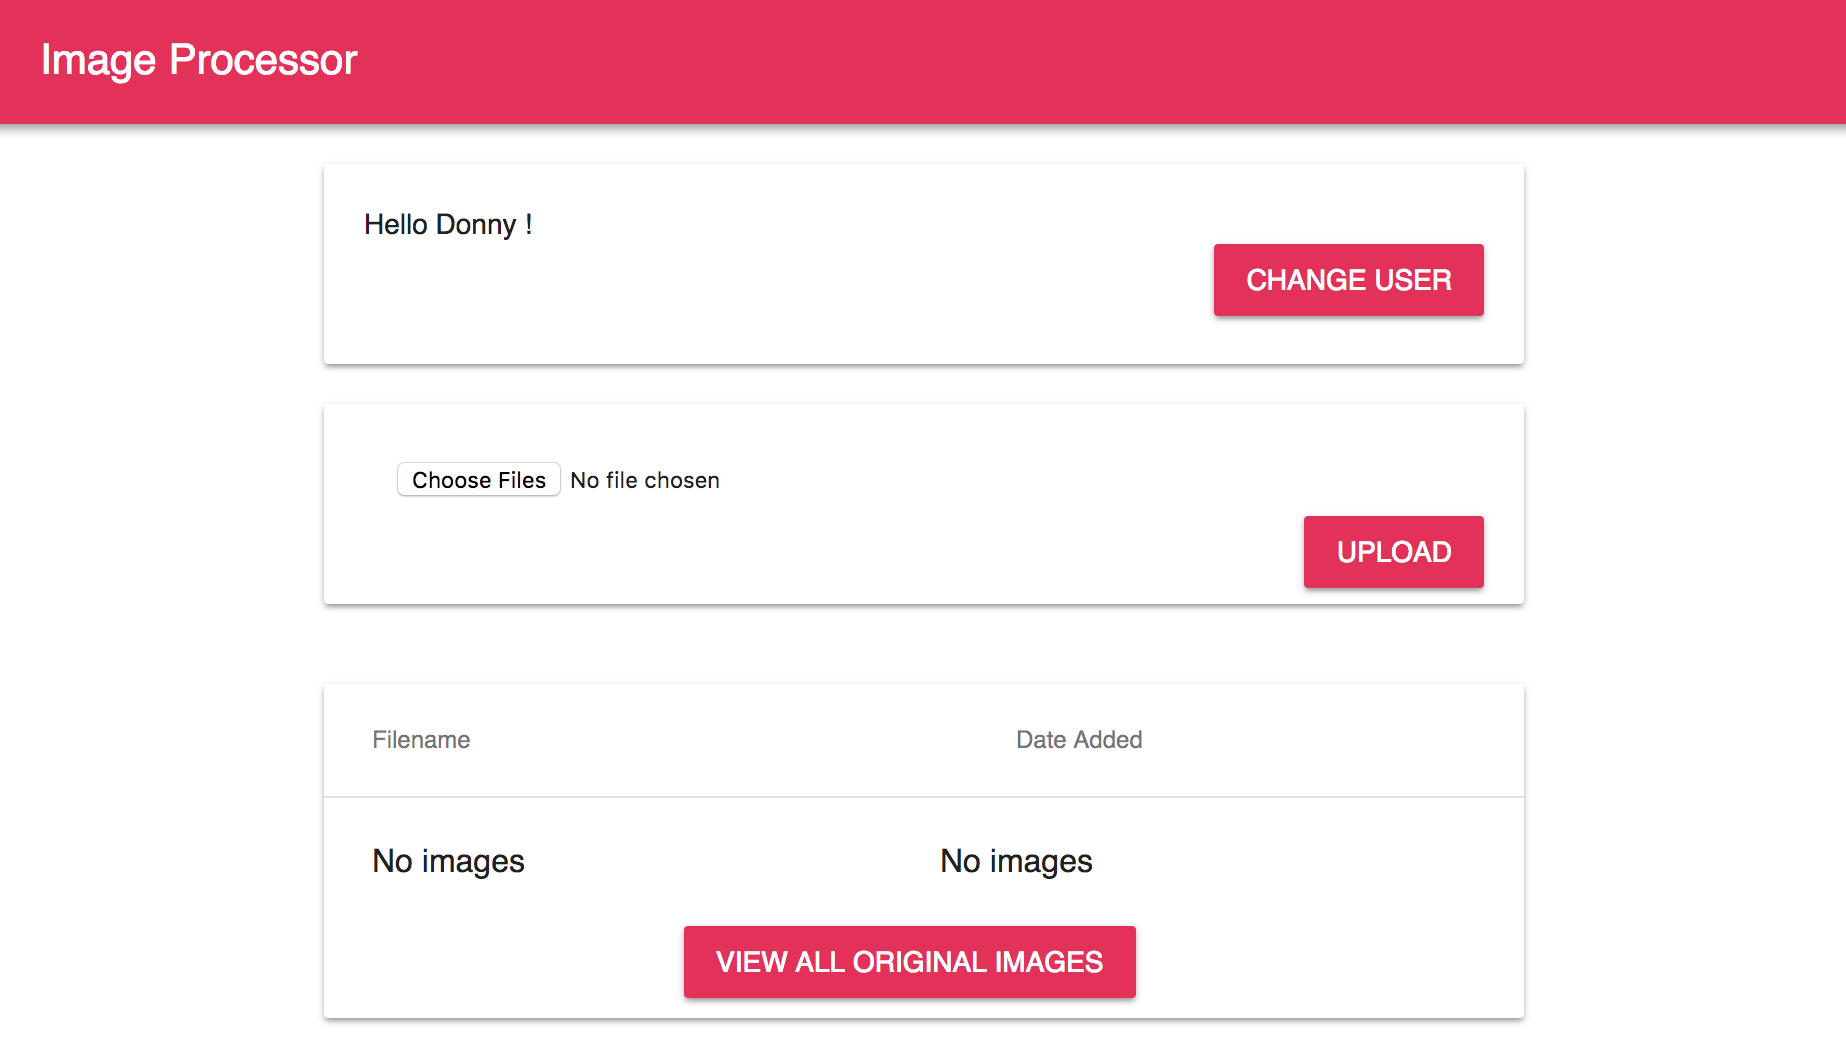 Image Processor
Hello Donny !
CHANGE USER
Choose Files No file chosen
UPLOAD
Filename Date Added
No images No images
VIEW ALL ORIGINAL IMAGES